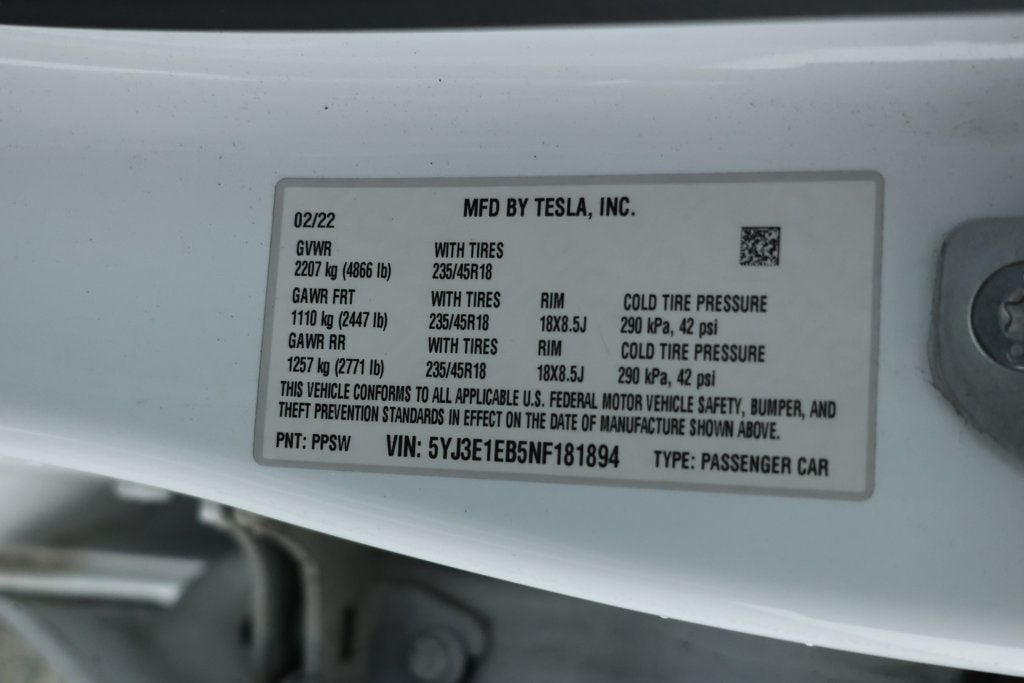 MFD BY TESLA, INC.
02/22
GVWR WITH TIRES
2207 kg (4866 lb) 235/45R18
GAWR FRT WITH TIRES RIM COLD TIRE PRESSURE
1110 kg (2447 lb) 235/45R18 18X8.5J 290 kPa, 42 psi
GAWR RR WITH TIRES RIM COLD TIRE PRESSURE
1257 kg (2771 lb) 235/45R18 18X8.5J 290 kPa, 42 psi
THIS VEHICLE CONFORMS TO ALL APPLICABLE U.S. FEDERAL MOTOR VEHICLE SAFETY, BUMPER, AND
THEFT PREVENTION STANDARDS IN EFFECT ON THE DATE OF MANUFACTURE SHOWN ABOVE.
PNT: PPSW VIN: 5YJ3E1EB5NF181894 TYPE: PASSENGER CAR